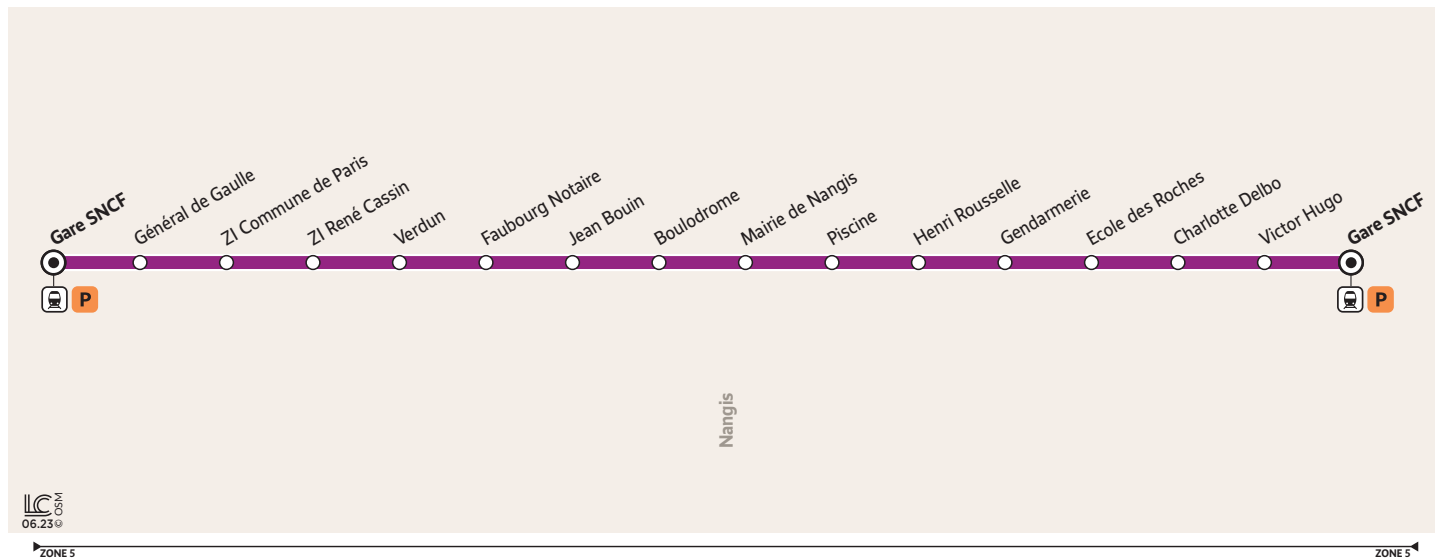 Gare SNCF
Général de Gaulle
ZI Commune de Paris
ZI René Cassin
Verdun
Faubourg Notaire
Jean Bouin
Boulodrome
Mairie de Nangis
Piscine
Henri Rousselle
Gendarmerie
Ecole des Roches
Charlotte Delbo
Victor Hugo
Gare SNCF
P
P
Nangis
LC
06.23 © OSM
ZONE 5
ZONE 5